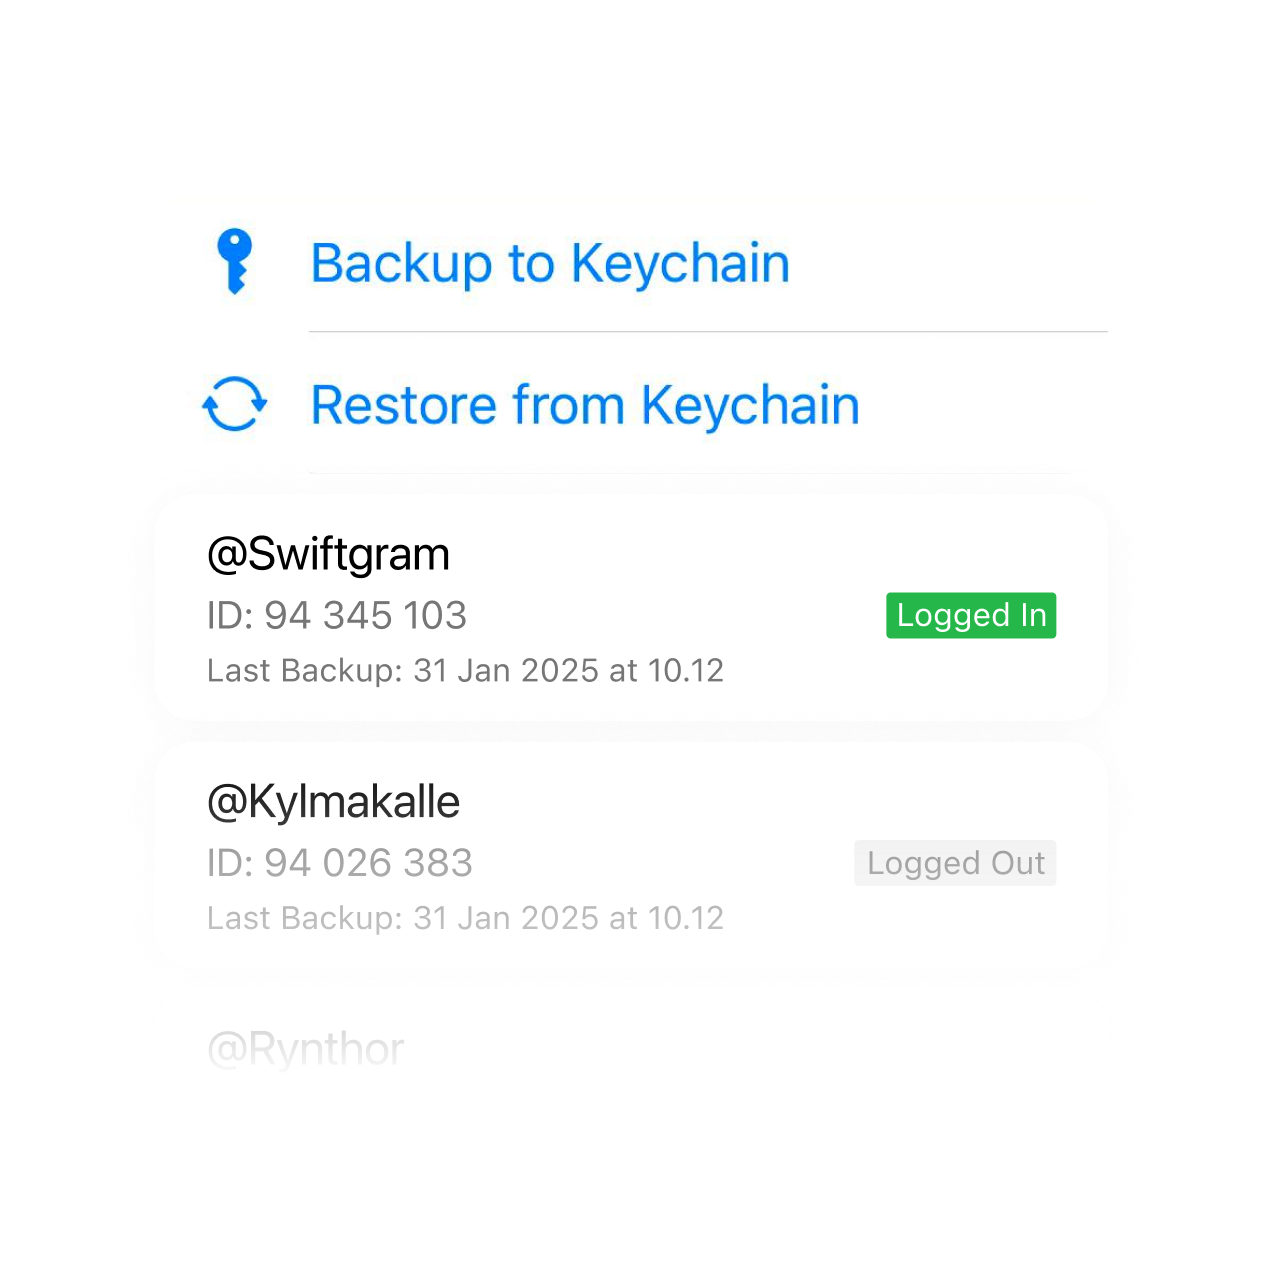 Backup to Keychain
Restore from Keychain
@Swiftgram
ID: 94 345 103
Logged In
Last Backup: 31 Jan 2025 at 10.12
@Kylmakalle
ID: 94 026 383
Logged Out
Last Backup: 31 Jan 2025 at 10.12
@Rynthor